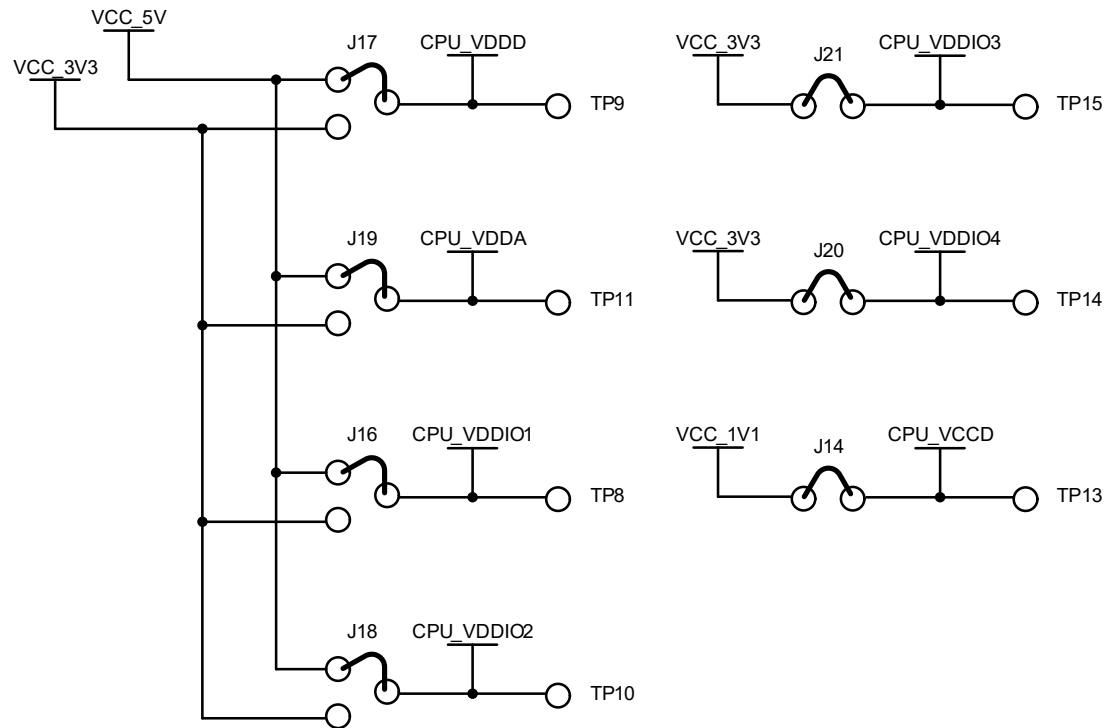 VCC_5V
VCC_3V3
J17
CPU_VDDD
TP9
VCC_3V3
J21
CPU_VDDIO3
TP15
J19
CPU_VDDA
TP11
VCC_3V3
J20
CPU_VDDIO4
TP14
J16
CPU_VDDIO1
TP8
VCC_1V1
J14
CPU_VCCD
TP13
J18
CPU_VDDIO2
TP10